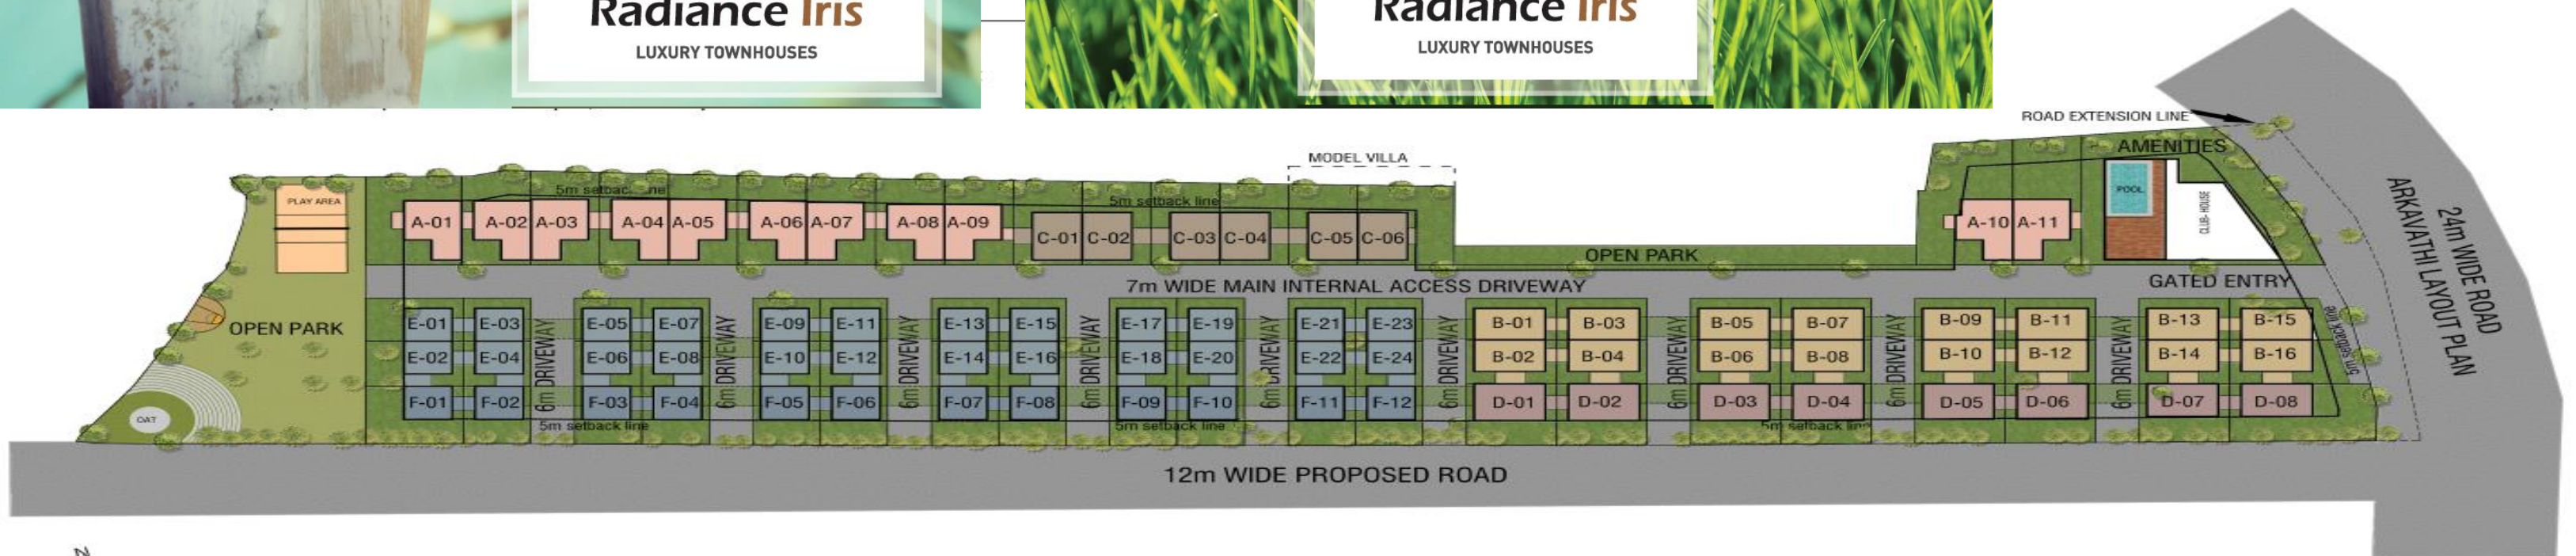 Radiance Iris
LUXURY TOWNHOUSES
Radiance Iris
LUXURY TOWNHOUSES
ROAD EXTENSION LINE
AMENITIES
MODEL VILLA
PLAY AREA
5m setback line
5m setback line
POOL
CLUB-HOUSE
A-01 A-02 A-03 A-04 A-05 A-06 A-07 A-08 A-09
C-01 C-02 C-03 C-04 C-05 C-06
A-10 A-11
OPEN PARK
24m WIDE ROAD
ARKAVATHI LAYOUT PLAN
7m WIDE MAIN INTERNAL ACCESS DRIVEWAY
GATED ENTRY
OPEN PARK
E-01 E-03 E-05 E-07 E-09 E-11 E-13 E-15 E-17 E-19 E-21 E-23 B-01 B-03 B-05 B-07 B-09 B-11 B-13 B-15
E-02 E-04 E-06 E-08 E-10 E-12 E-14 E-16 E-18 E-20 E-22 E-24 B-02 B-04 B-06 B-08 B-10 B-12 B-14 B-16
6m DRIVEWAY
6m DRIVEWAY
6m DRIVEWAY
6m DRIVEWAY
6m DRIVEWAY
6m DRIVEWAY
6m DRIVEWAY
6m DRIVEWAY
6m DRIVEWAY
5m setback line
F-01 F-02 F-03 F-04 F-05 F-06 F-07 F-08 F-09 F-10 F-11 F-12 D-01 D-02 D-03 D-04 D-05 D-06 D-07 D-08
OAT
5m setback line
5m setback line
5m setback line
12m WIDE PROPOSED ROAD
N